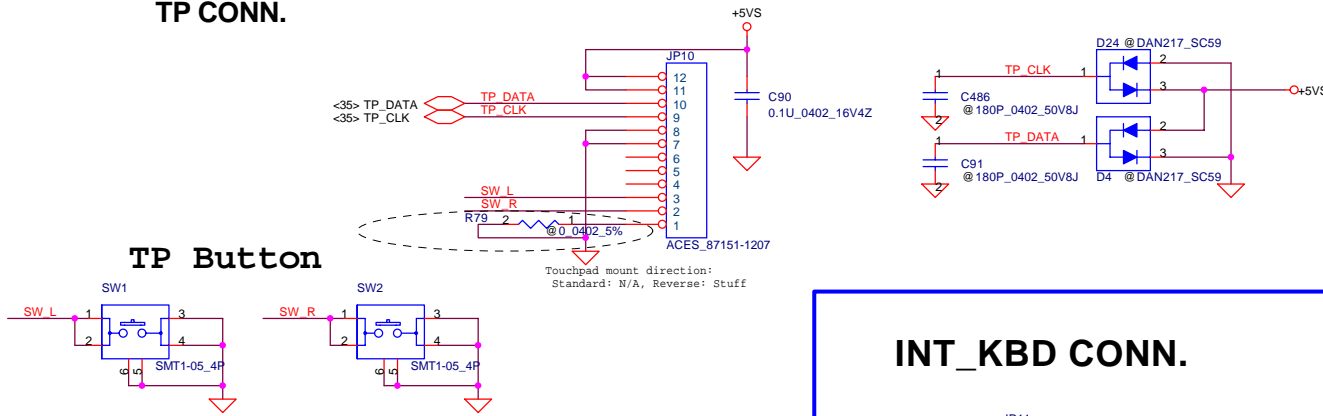 TP CONN.
+5VS
JP10
12
11
<35> TP_DATA TP_DATA 10
<35> TP_CLK TP_CLK 9
8
7
6
5
4
SW_L 3
SW_R 2
R79 2 1 1
@0_0402_5%
ACES_87151-1207
C90
0.1U_0402_16V4Z
Touchpad mount direction:
Standard: N/A, Reverse: Stuff
D24 @DAN217_SC59
1 TP_CLK 1 2
3
+5VS
C486
@180P_0402_50V8J
2
1 TP_DATA 1 2
3
C91
@180P_0402_50V8J
2
D4 @DAN217_SC59
TP Button
SW1
SW_L 1 3
2 4
6 5
SMT1-05_4P
SW2
SW_R 1 3
2 4
6 5
SMT1-05_4P
INT_KBD CONN.